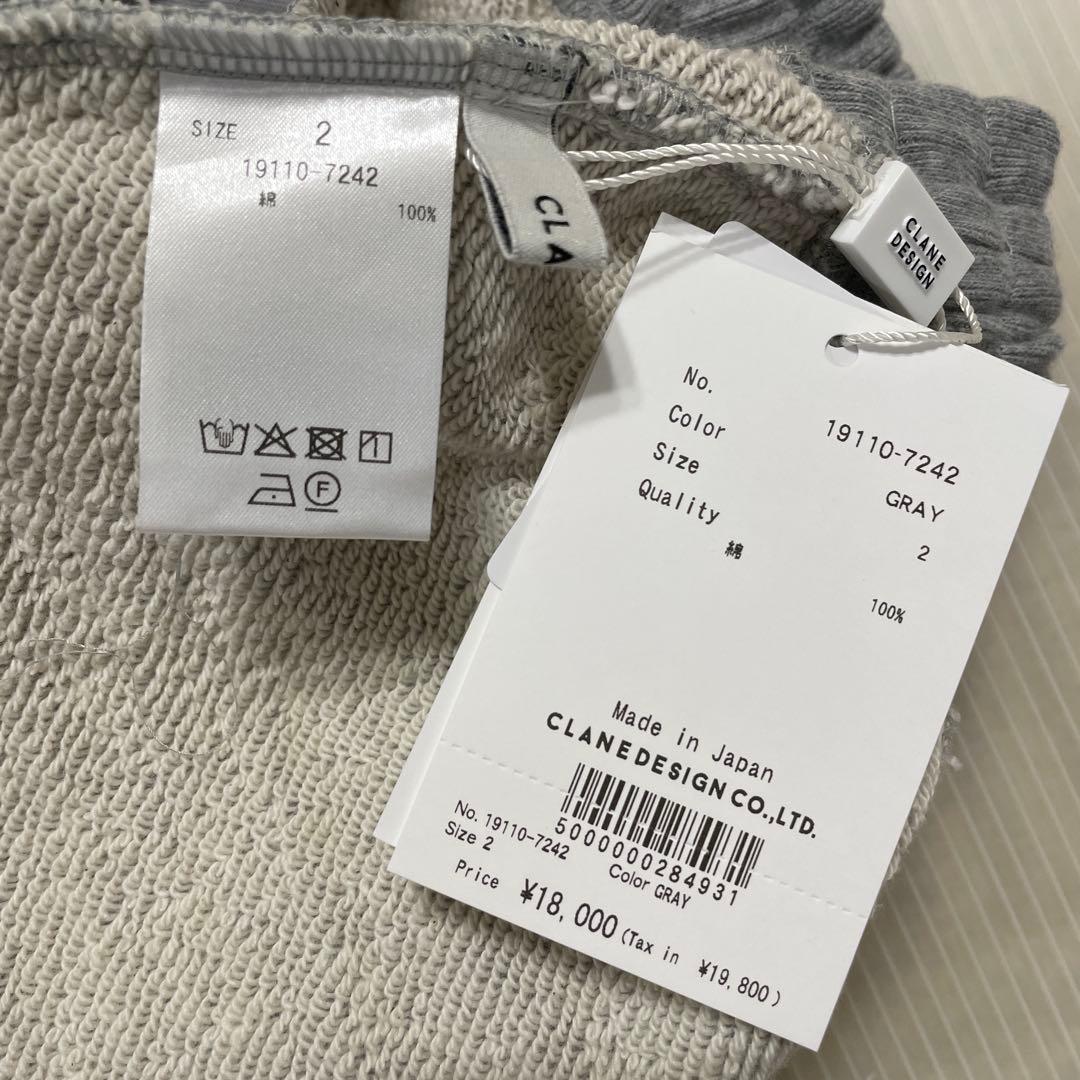 SIZE 2
19110-7242
綿 100%
F
CLA
CLANE
DESIGN
No. 19110-7242
Color GRAY
Size 2
Quality
綿 100%
Made in Japan
CLANEDESIGN CO.,LTD.
5000000284931
No. 19110-7242
Size 2 Color GRAY
Price ¥18,000 (Tax in ¥19,800)